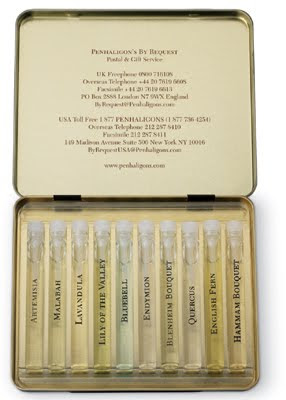 PENHALIGON'S BY REQUEST
Postal & Gift Service
UK Freephone 0800 716108
Overseas Telephone +44 20 7619 6605
Facsimile +44 20 7619 6613
PO Box 2888 London N7 9WX England
ByRequest@Penhaligons.com
USA Toll Free 1 877 PENHALIGONS (1 877 736 4254)
Overseas Telephone 212 287 8410
Facsimile 212 287 8411
149 Madison Avenue Suite 500 New York NY 10016
ByRequestUSA@Penhaligons.com
www.penhaligons.com
ARTEMISIA
MALABAH
LAVANDULA
LILY OF THE VALLEY
BLUEBELL
ENDYMION
BLENHEIM BOUQUET
QUERCUS
ENGLISH FERN
HAMMAM BOUQUET